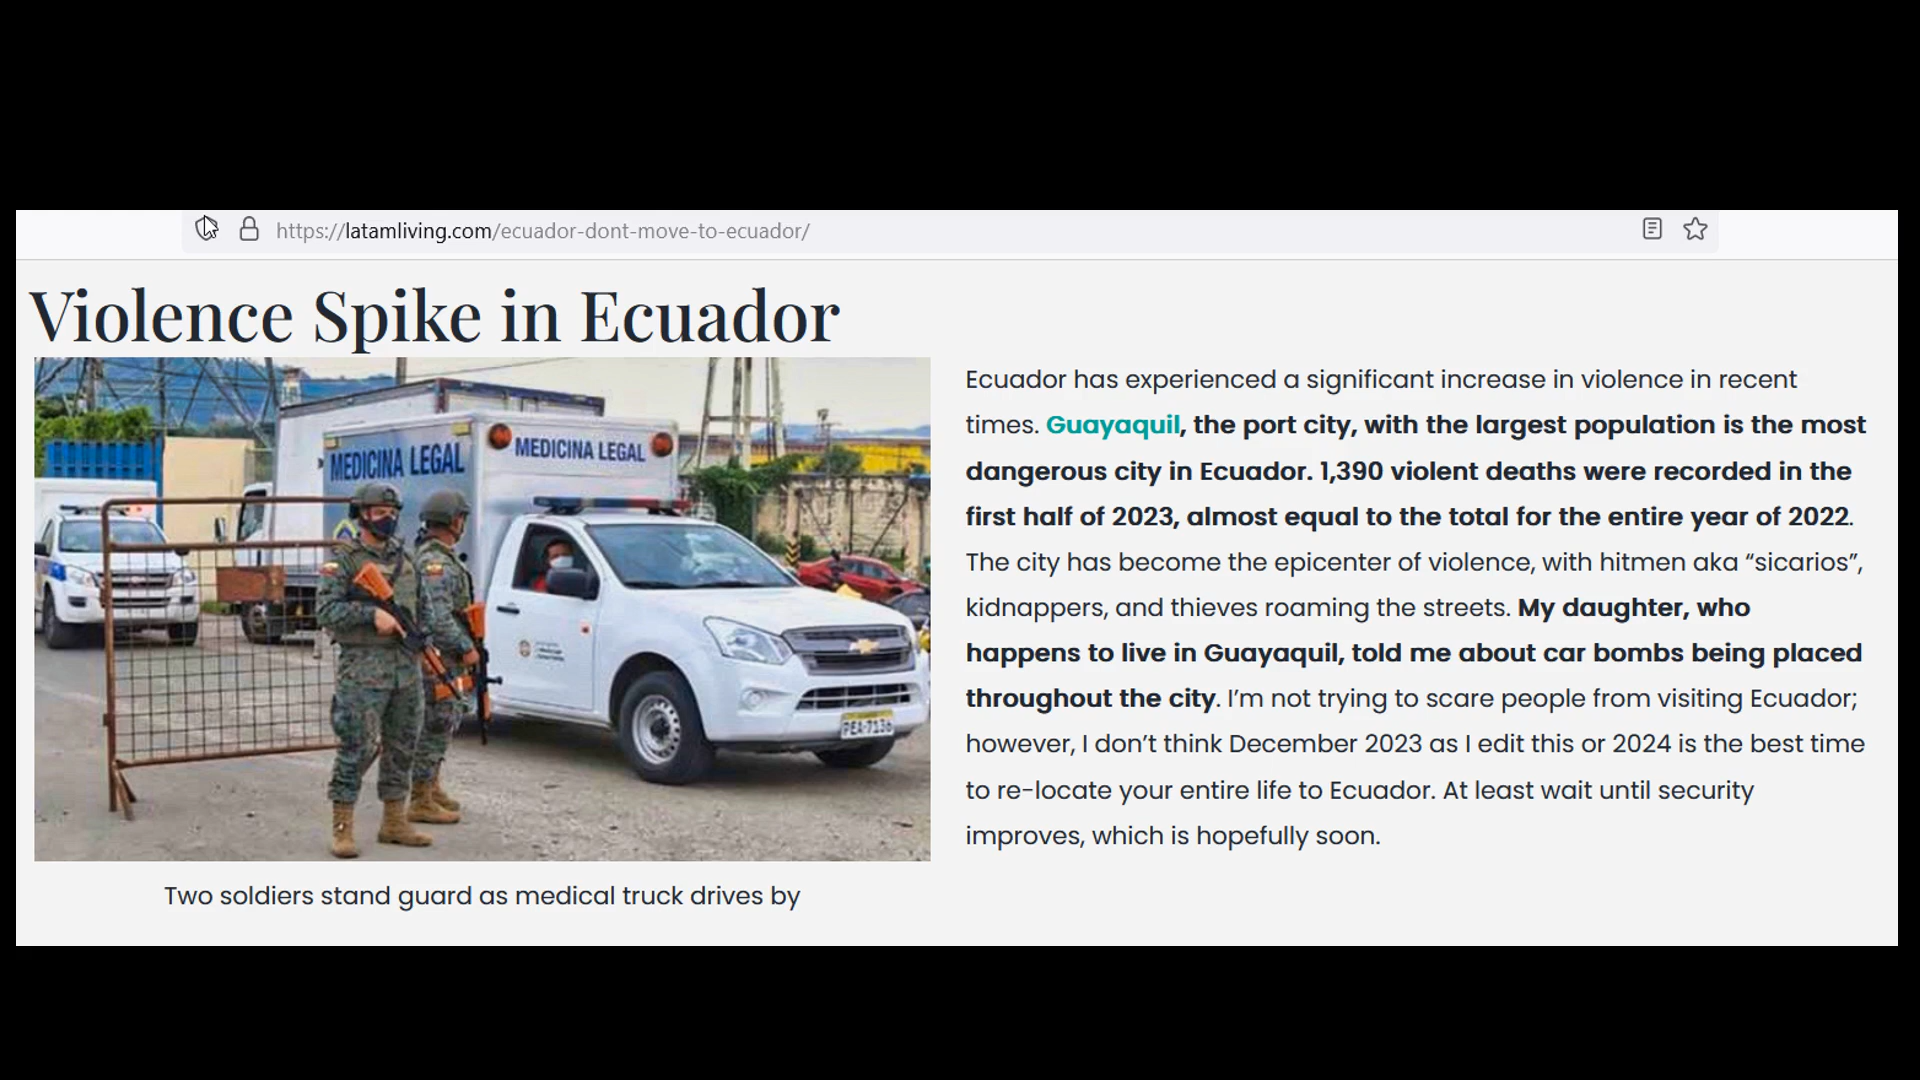 https://latamliving.com/ecuador-dont-move-to-ecuador/
Violence Spike in Ecuador
MEDICINA LEGAL
MEDICINA LEGAL
PEA-7136
Two soldiers stand guard as medical truck drives by
Ecuador has experienced a significant increase in violence in recent
times. Guayaquil, the port city, with the largest population is the most
dangerous city in Ecuador. 1,390 violent deaths were recorded in the
first half of 2023, almost equal to the total for the entire year of 2022.
The city has become the epicenter of violence, with hitmen aka “sicarios”,
kidnappers, and thieves roaming the streets. My daughter, who
happens to live in Guayaquil, told me about car bombs being placed
throughout the city. I’m not trying to scare people from visiting Ecuador;
however, I don’t think December 2023 as I edit this or 2024 is the best time
to re-locate your entire life to Ecuador. At least wait until security
improves, which is hopefully soon.